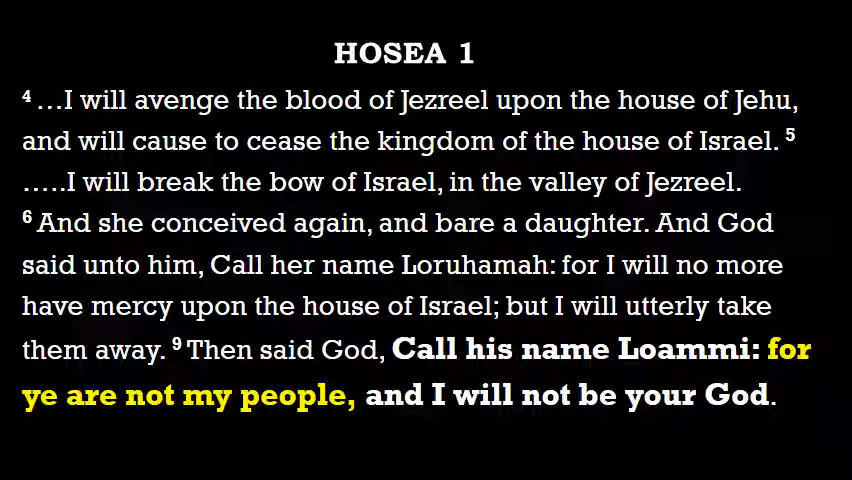 HOSEA 1
⁴ …I will avenge the blood of Jezreel upon the house of Jehu,
and will cause to cease the kingdom of the house of Israel. ⁵
…..I will break the bow of Israel, in the valley of Jezreel.
⁶ And she conceived again, and bare a daughter. And God
said unto him, Call her name Loruhamah: for I will no more
have mercy upon the house of Israel; but I will utterly take
them away. ⁹ Then said God, Call his name Loammi: for
ye are not my people, and I will not be your God.